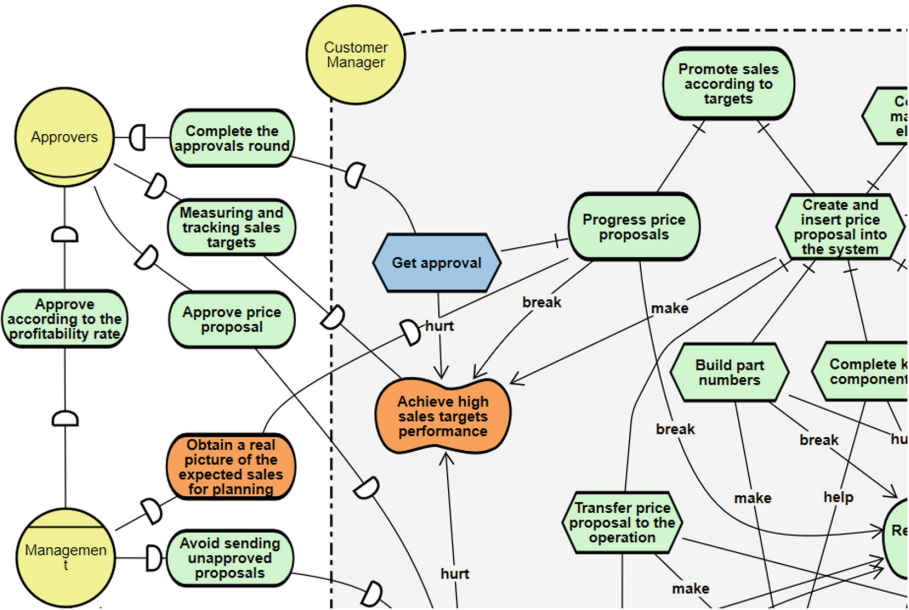 Customer
Manager
Approvers
Complete the
approvals round
Measuring and
tracking sales
targets
Approve
according to the
profitability rate
Approve price
proposal
Obtain a real
picture of the
expected sales
for planning
Managemen
t
Avoid sending
unapproved
proposals
Promote sales
according to
targets
Progress price
proposals
Create and
insert price
proposal into
the system
Get approval
hurt
break
make
Achieve high
sales targets
performance
Build part
numbers
Complete k
component
break
break
hu
make
help
Transfer price
proposal to the
operation
Re
hurt
make